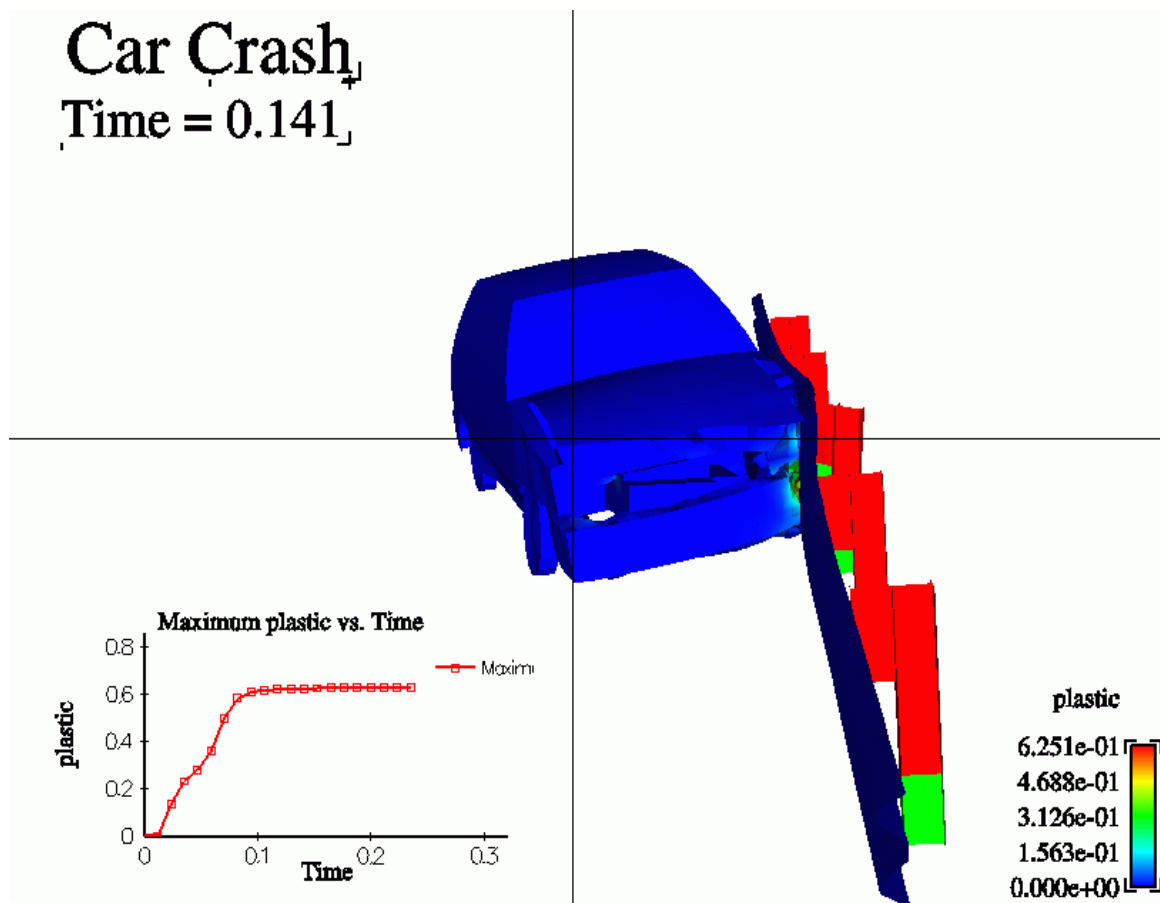 Car Crash
Time = 0.141
Maximum plastic vs. Time
0.8
0.6
0.4
0.2
0
plastic
0
0.1
0.2
0.3
Time
plastic
6.251e-01
4.688e-01
3.126e-01
1.563e-01
0.000e+00